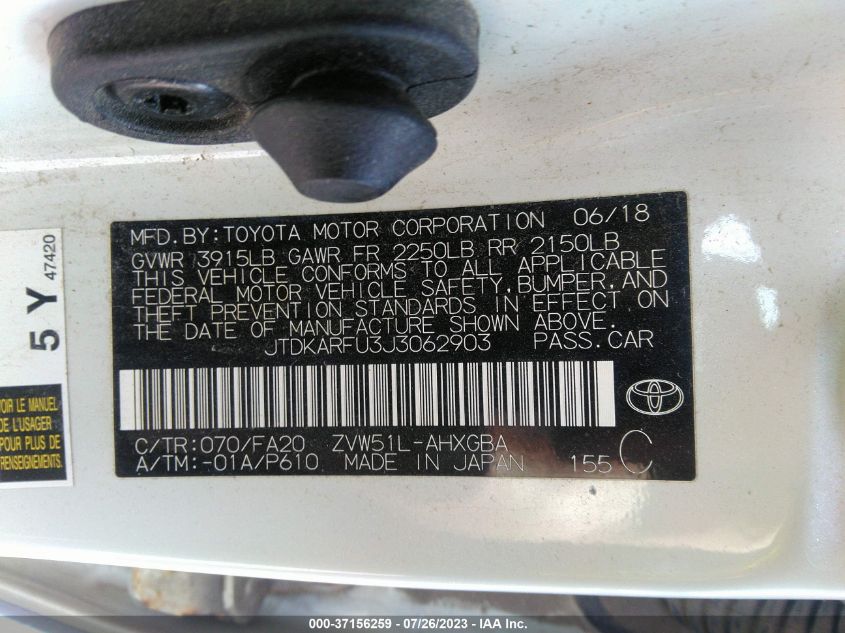 MFD.BY:TOYOTA MOTOR CORPORATION 06/18
GVWR 3915LB GAWR FR 2250LB RR 2150LB
THIS VEHICLE CONFORMS TO ALL APPLICABLE
FEDERAL MOTOR VEHICLE SAFETY,BUMPER,AND
THEFT PREVENTION STANDARDS IN EFFECT ON
THE DATE OF MANUFACTURE SHOWN ABOVE.
JTDKARFU3J3062903 PASS.CAR
C/TR:070/FA20 ZVW51L-AHXGBA
A/TM:-01A/P610 MADE IN JAPAN 155 C
5 Y
47420
VOIR LE MANUEL
DE L'USAGER
POUR PLUS DE
RENSEIGNEMENTS.
000-37156259 - 07/26/2023 - IAA Inc.